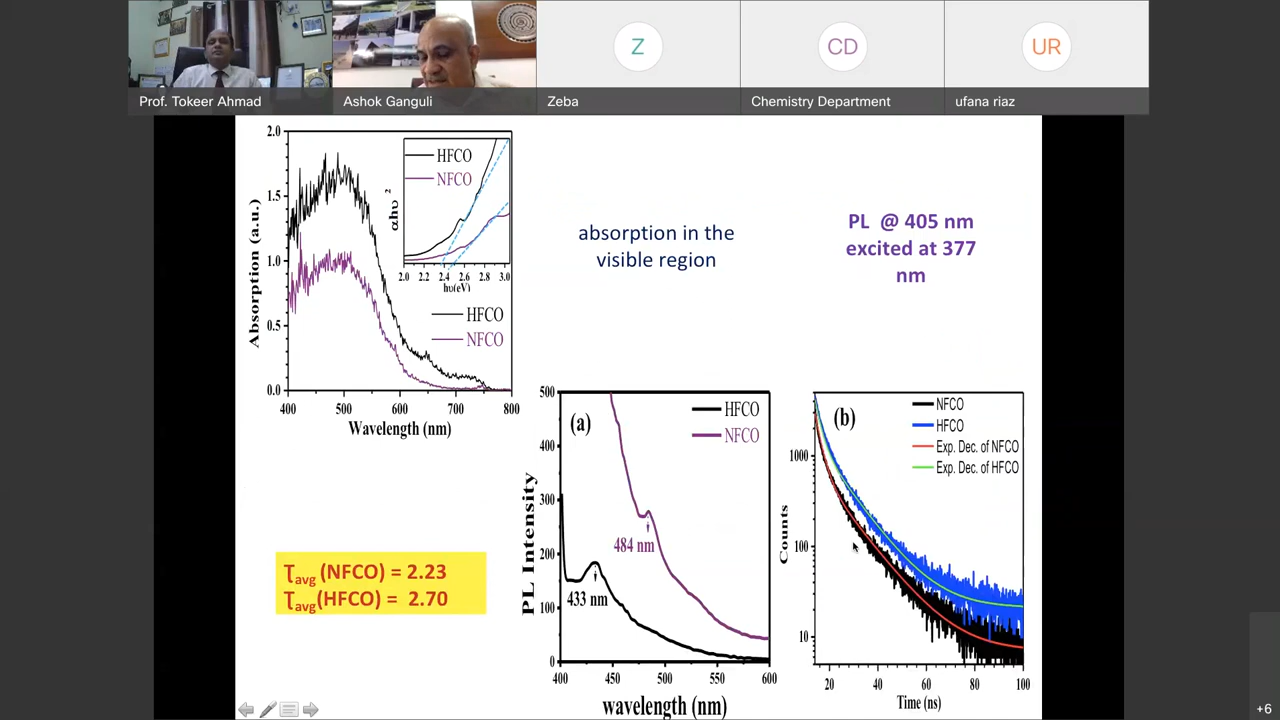 Z
CD
UR
Prof. Tokeer Ahmad
Ashok Ganguli
Zeba
Chemistry Department
ufana riaz
2.0
1.5
1.0
0.5
0.0
Absorption (a.u.)
400 500 600 700 800
Wavelength (nm)
HFCO
NFCO
αhυ 2
2.0 2.2 2.4 2.6 2.8 3.0
hυ(eV)
HFCO
NFCO
absorption in the
visible region
PL @ 405 nm
excited at 377
nm
Ʈavg (NFCO) = 2.23
Ʈavg(HFCO) = 2.70
500
400
300
200
100
0
PL Intensity
(a)
HFCO
NFCO
484 nm
433 nm
400 450 500 550 600
wavelength (nm)
1000
100
10
Counts
(b)
NFCO
HFCO
Exp. Dec. of NFCO
Exp. Dec. of HFCO
20 40 60 80 100
Time (ns)
+6